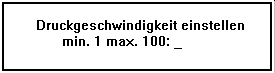 Druckgeschwindigkeit einstellen
min. 1 max. 100: _